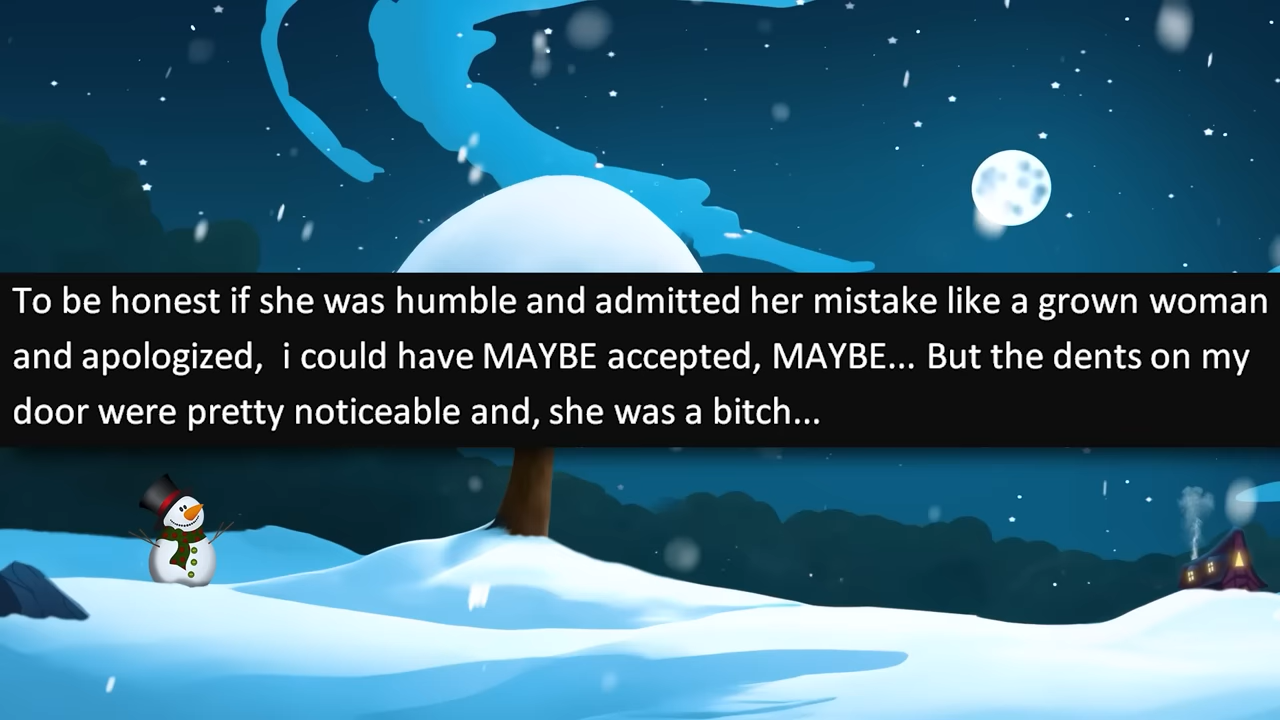 To be honest if she was humble and admitted her mistake like a grown woman
and apologized,  i could have MAYBE accepted, MAYBE... But the dents on my
door were pretty noticeable and, she was a bitch...